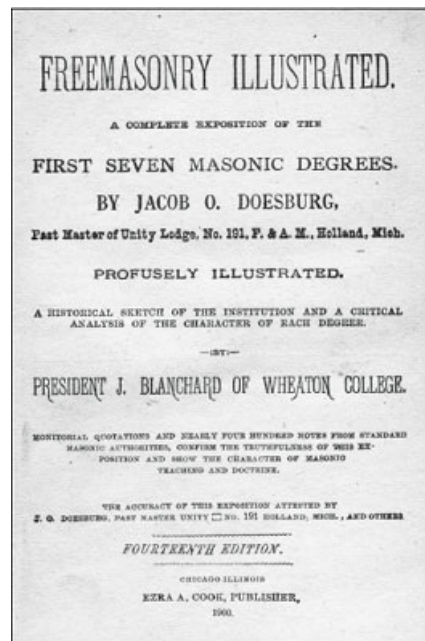 FREEMASONRY ILLUSTRATED.
A COMPLETE EXPOSITION OF THE
FIRST SEVEN MASONIC DEGREES.
BY JACOB O. DOESBURG,
Past Master of Unity Lodge, No. 191, F. & A. M., Holland, Mich.
PROFUSELY ILLUSTRATED.
A HISTORICAL SKETCH OF THE INSTITUTION AND A CRITICAL
ANALYSIS OF THE CHARACTER OF EACH DEGREE.
—BY—
PRESIDENT J. BLANCHARD OF WHEATON COLLEGE.
MONITORIAL QUOTATIONS AND NEARLY FOUR HUNDRED NOTES FROM STANDARD
MASONIC AUTHORITIES, CONFIRM THE TRUTHFULNESS OF THIS EX-
POSITION AND SHOW THE CHARACTER OF MASONIC
TEACHING AND DOCTRINE.
THE ACCURACY OF THIS EXPOSITION ATTESTED BY
J. O. DOESBURG, PAST MASTER UNITY □ NO. 191 HOLLAND, MICH., AND OTHERS
FOURTEENTH EDITION.
CHICAGO ILLINOIS
EZRA A. COOK, PUBLISHER,
1900.